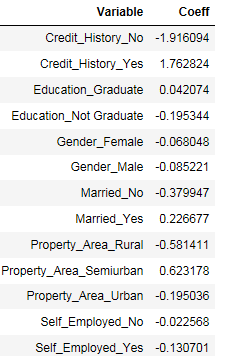 Variable Coeff
Credit_History_No -1.916094
Credit_History_Yes 1.762824
Education_Graduate 0.042074
Education_Not Graduate -0.195344
Gender_Female -0.068048
Gender_Male -0.085221
Married_No -0.379947
Married_Yes 0.226677
Property_Area_Rural -0.581411
Property_Area_Semiurban 0.623178
Property_Area_Urban -0.195036
Self_Employed_No -0.022568
Self_Employed_Yes -0.130701